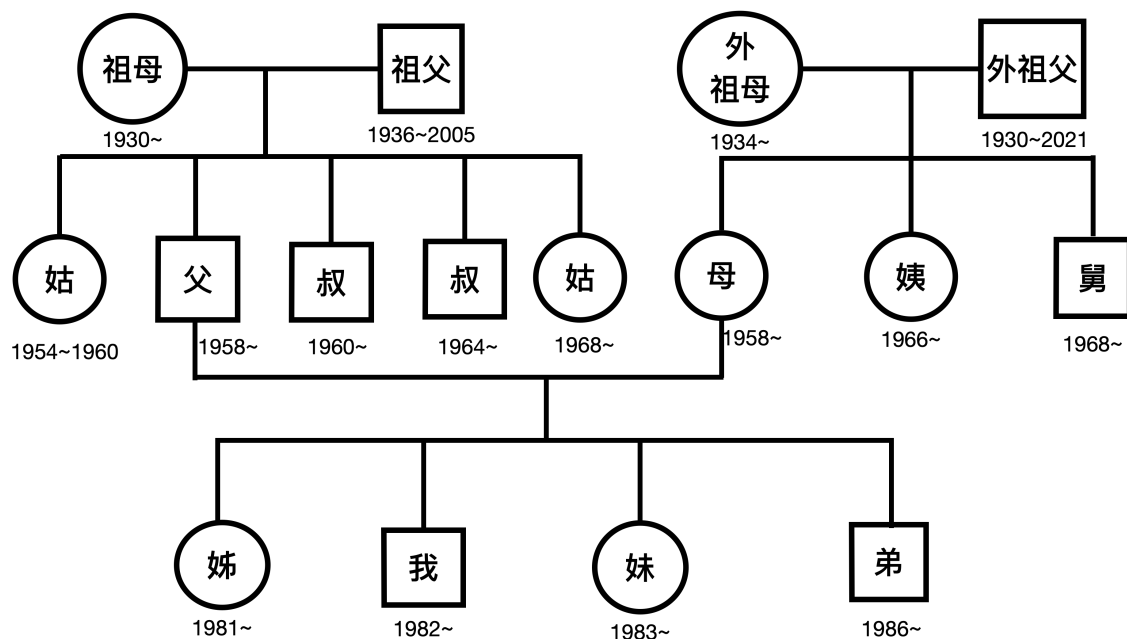 祖母
祖父
外
祖母
外祖父
1930~
1936~2005
1934~
1930~2021
姑
父
叔
叔
姑
母
姨
舅
1954~1960
1958~
1960~
1964~
1968~
1958~
1966~
1968~
姊
我
妹
弟
1981~
1982~
1983~
1986~